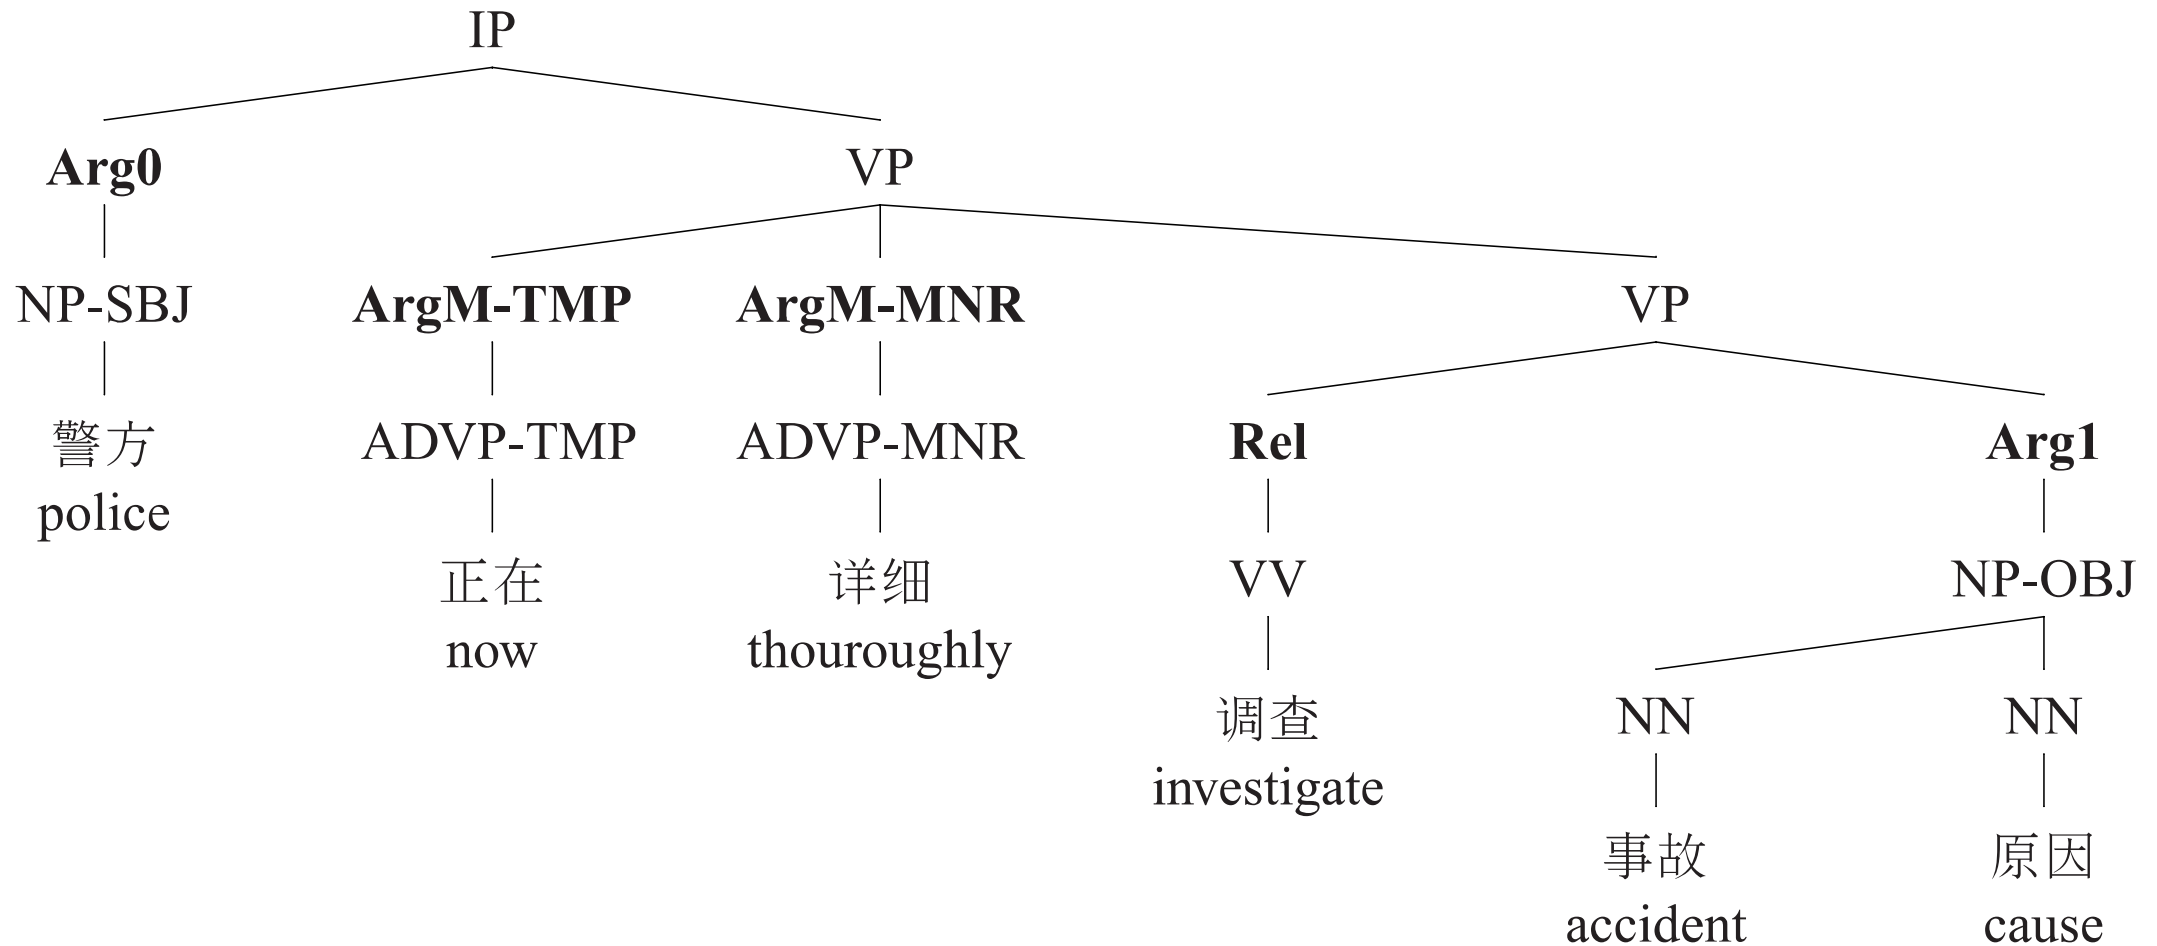 IP
Arg0 VP
NP-SBJ ArgM-TMP ArgM-MNR VP
警方 ADVP-TMP ADVP-MNR Rel Arg1
police
正在 详细 VV NP-OBJ
now thouroughly
调查 NN NN
investigate
事故 原因
accident cause